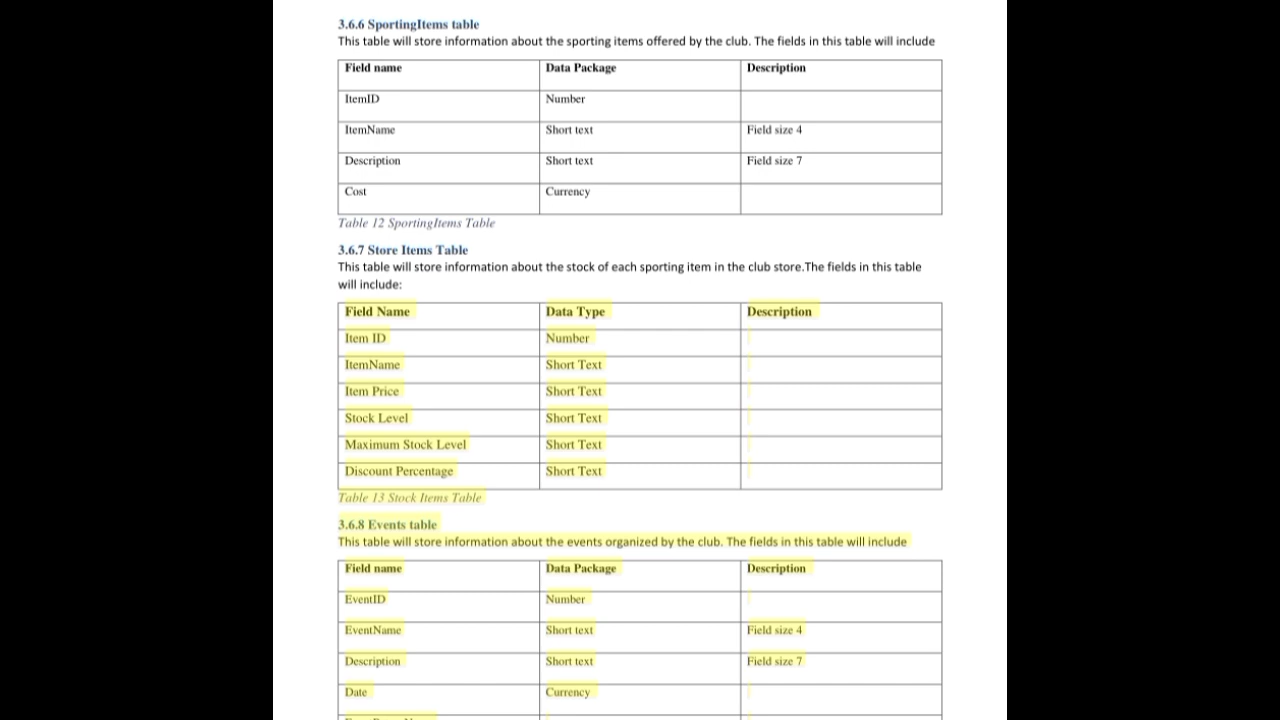 3.6.6 SportingItems table
This table will store information about the sporting items offered by the club. The fields in this table will include
Field name Data Package Description
ItemID Number
ItemName Short text Field size 4
Description Short text Field size 7
Cost Currency
Table 12 SportingItems Table
3.6.7 Store Items Table
This table will store information about the stock of each sporting item in the club store.The fields in this table
will include:
Field Name Data Type Description
Item ID Number
ItemName Short Text
Item Price Short Text
Stock Level Short Text
Maximum Stock Level Short Text
Discount Percentage Short Text
Table 13 Stock Items Table
3.6.8 Events table
This table will store information about the events organized by the club. The fields in this table will include
Field name Data Package Description
EventID Number
EventName Short text Field size 4
Description Short text Field size 7
Date Currency